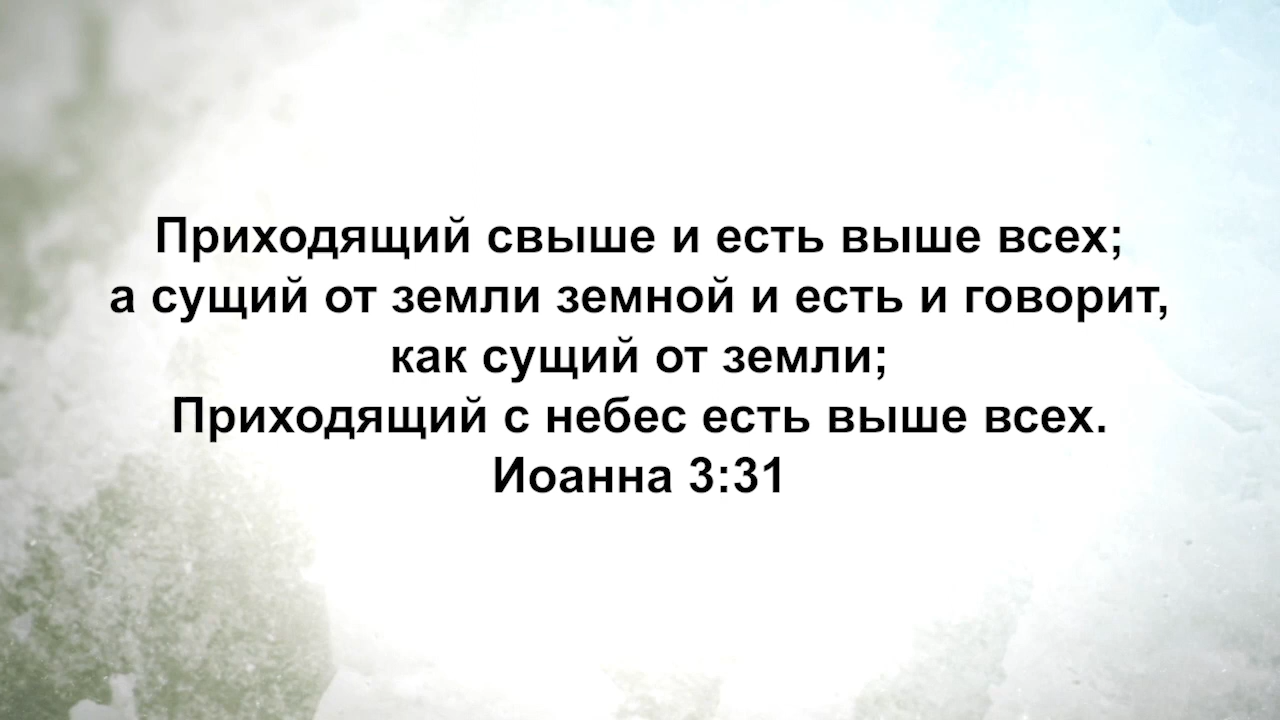 Приходящий свыше и есть выше всех;
а сущий от земли земной и есть и говорит,
как сущий от земли;
Приходящий с небес есть выше всех.
Иоанна 3:31